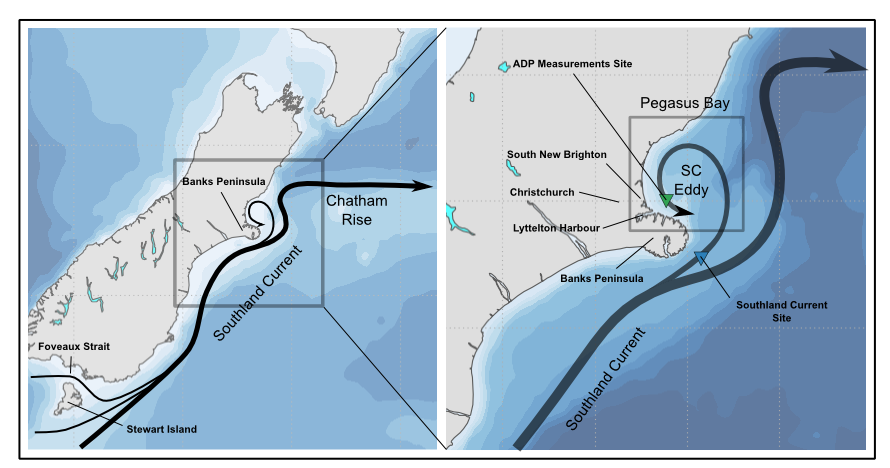 Banks Peninsula
Chatham
Rise
Southland Current
Foveaux Strait
Stewart Island
ADP Measurements Site
Pegasus Bay
South New Brighton
SC
Eddy
Christchurch
Lyttelton Harbour
Banks Peninsula
Southland Current
Site
Southland Current